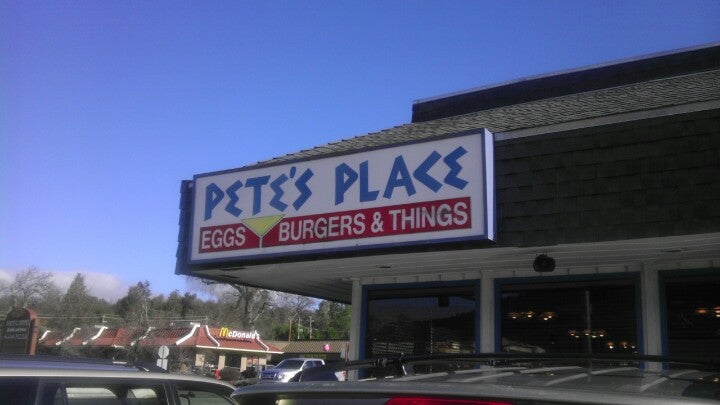 PETE'S PLACE
EGGS BURGERS & THINGS
McDonald's